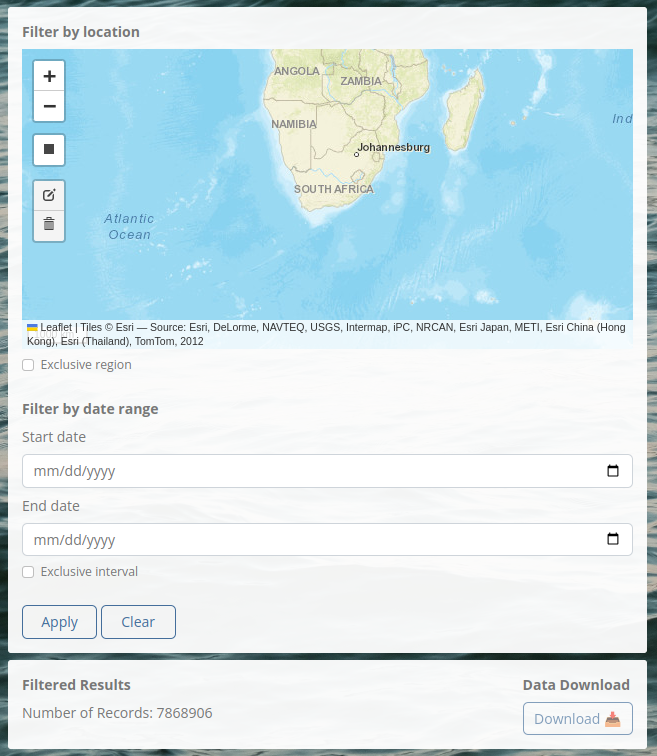 Filter by location
+
−
ANGOLA
ZAMBIA
NAMIBIA
Ind
Johannesburg
SOUTH AFRICA
Atlantic
Ocean
Leaflet | Tiles © Esri — Source: Esri, DeLorme, NAVTEQ, USGS, Intermap, iPC, NRCAN, Esri Japan, METI, Esri China (Hong
Kong), Esri (Thailand), TomTom, 2012
Exclusive region
Filter by date range
Start date
mm/dd/yyyy
End date
mm/dd/yyyy
Exclusive interval
Apply Clear
Filtered Results
Number of Records: 7868906
Data Download
Download